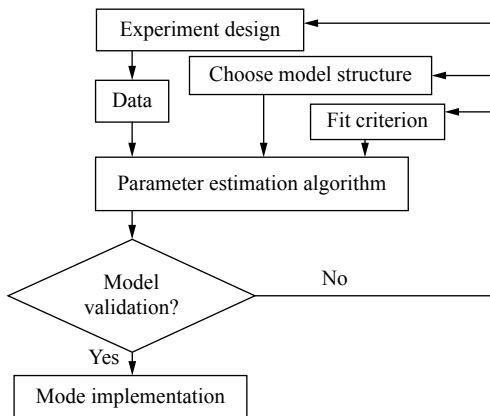 Experiment design
Choose model structure
Data
Fit criterion
Parameter estimation algorithm
Model
validation?
No
Yes
Mode implementation